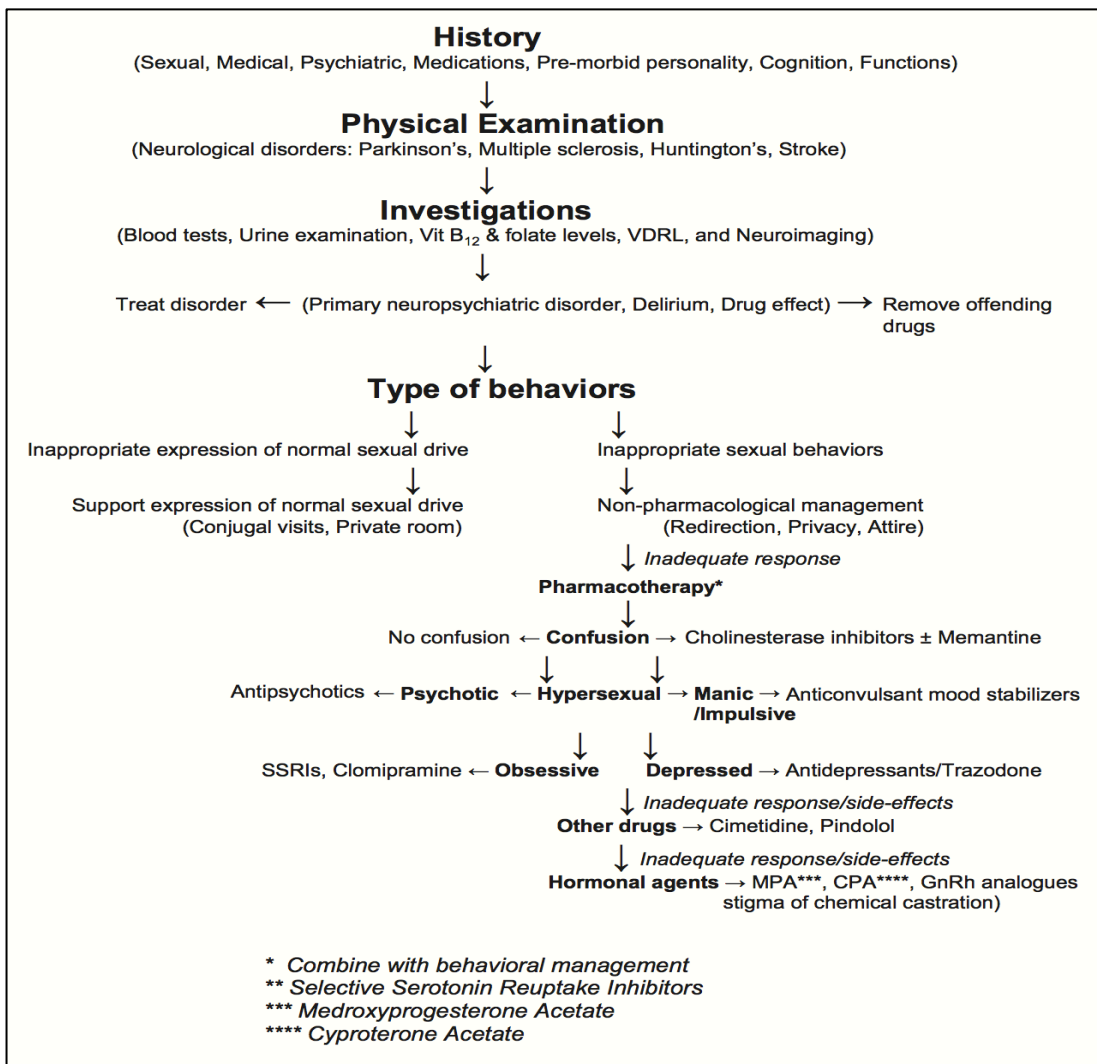 History
(Sexual, Medical, Psychiatric, Medications, Pre-morbid personality, Cognition, Functions)
↓
Physical Examination
(Neurological disorders: Parkinson's, Multiple sclerosis, Huntington's, Stroke)
↓
Investigations
(Blood tests, Urine examination, Vit B₁₂ & folate levels, VDRL, and Neuroimaging)
↓
Treat disorder ← (Primary neuropsychiatric disorder, Delirium, Drug effect) → Remove offending
drugs
↓
Type of behaviors
↓ ↓
Inappropriate expression of normal sexual drive Inappropriate sexual behaviors
↓ ↓
Support expression of normal sexual drive Non-pharmacological management
(Conjugal visits, Private room) (Redirection, Privacy, Attire)
↓ Inadequate response
Pharmacotherapy*
↓
No confusion ← Confusion → Cholinesterase inhibitors ± Memantine
↓ ↓
Antipsychotics ← Psychotic ← Hypersexual → Manic → Anticonvulsant mood stabilizers
/Impulsive
↓ ↓
SSRIs, Clomipramine ← Obsessive Depressed → Antidepressants/Trazodone
↓ Inadequate response/side-effects
Other drugs → Cimetidine, Pindolol
↓ Inadequate response/side-effects
Hormonal agents → MPA***, CPA****, GnRh analogues
stigma of chemical castration)
* Combine with behavioral management
** Selective Serotonin Reuptake Inhibitors
*** Medroxyprogesterone Acetate
**** Cyproterone Acetate